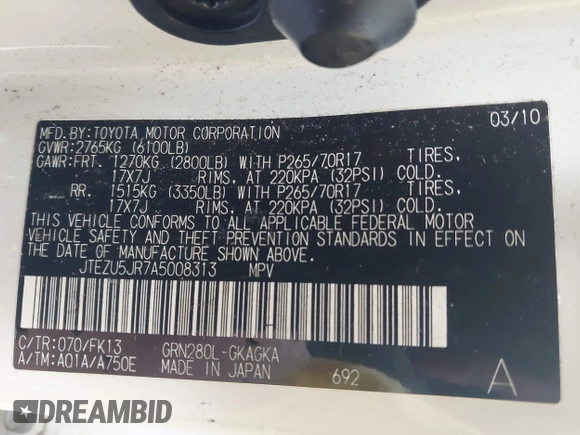 03/10
MFD.BY:TOYOTA MOTOR CORPORATION
GVWR:2765KG (6100LB)
GAWR:FRT. 1270KG (2800LB) WITH P265/70R17 TIRES,
17X7J RIMS, AT 220KPA (32PSI) COLD.
RR. 1515KG (3350LB) WITH P265/70R17 TIRES,
17X7J RIMS, AT 220KPA (32PSI) COLD.
THIS VEHICLE CONFORMS TO ALL APPLICABLE FEDERAL MOTOR
VEHICLE SAFETY AND THEFT PREVENTION STANDARDS IN EFFECT ON
THE DATE OF MANUFACTURE SHOWN ABOVE.
JTEZU5JR7A5008313 MPV
C/TR:070/FK13 GRN280L-GKAGKA
A/TM:A01A/A750E MADE IN JAPAN 692 A
DREAMBID